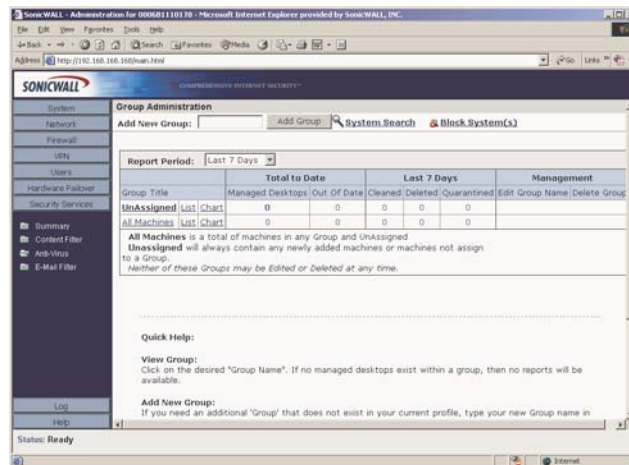 SonicWALL - Administration for 0006B1110170 - Microsoft Internet Explorer provided by SonicWALL, INC.
File Edit View Favorites Tools Help
Back Search Favorites Media
Address http://192.168.168.168/main.html Go Links
SONICWALL COMPREHENSIVE INTERNET SECURITY™
System
Network
Firewall
VPN
Users
Hardware Failover
Security Services
Summary
Content Filter
Anti-Virus
E-Mail Filter
Log
Help
Group Administration
Add New Group: Add Group System Search Block System(s)
Report Period: Last 7 Days
Total to Date Last 7 Days Management
Group Title Managed Desktops Out Of Date Cleaned Deleted Quarantined Edit Group Name Delete Group
UnAssigned List Chart 0 0 0 0 0
All Machines List Chart 0 0 0 0 0
All Machines is a total of machines in any Group and UnAssigned
Unassigned will always contain any newly added machines or machines not assign
to a Group.
Neither of these Groups may be Edited or Deleted at any time.
Quick Help:
View Group:
Click on the desired "Group Name". If no managed desktops exist within a group, then no reports will be
available.
Add New Group:
If you need an additional 'Group' that does not exist in your current profile, type your new Group name in
Status: Ready
Internet